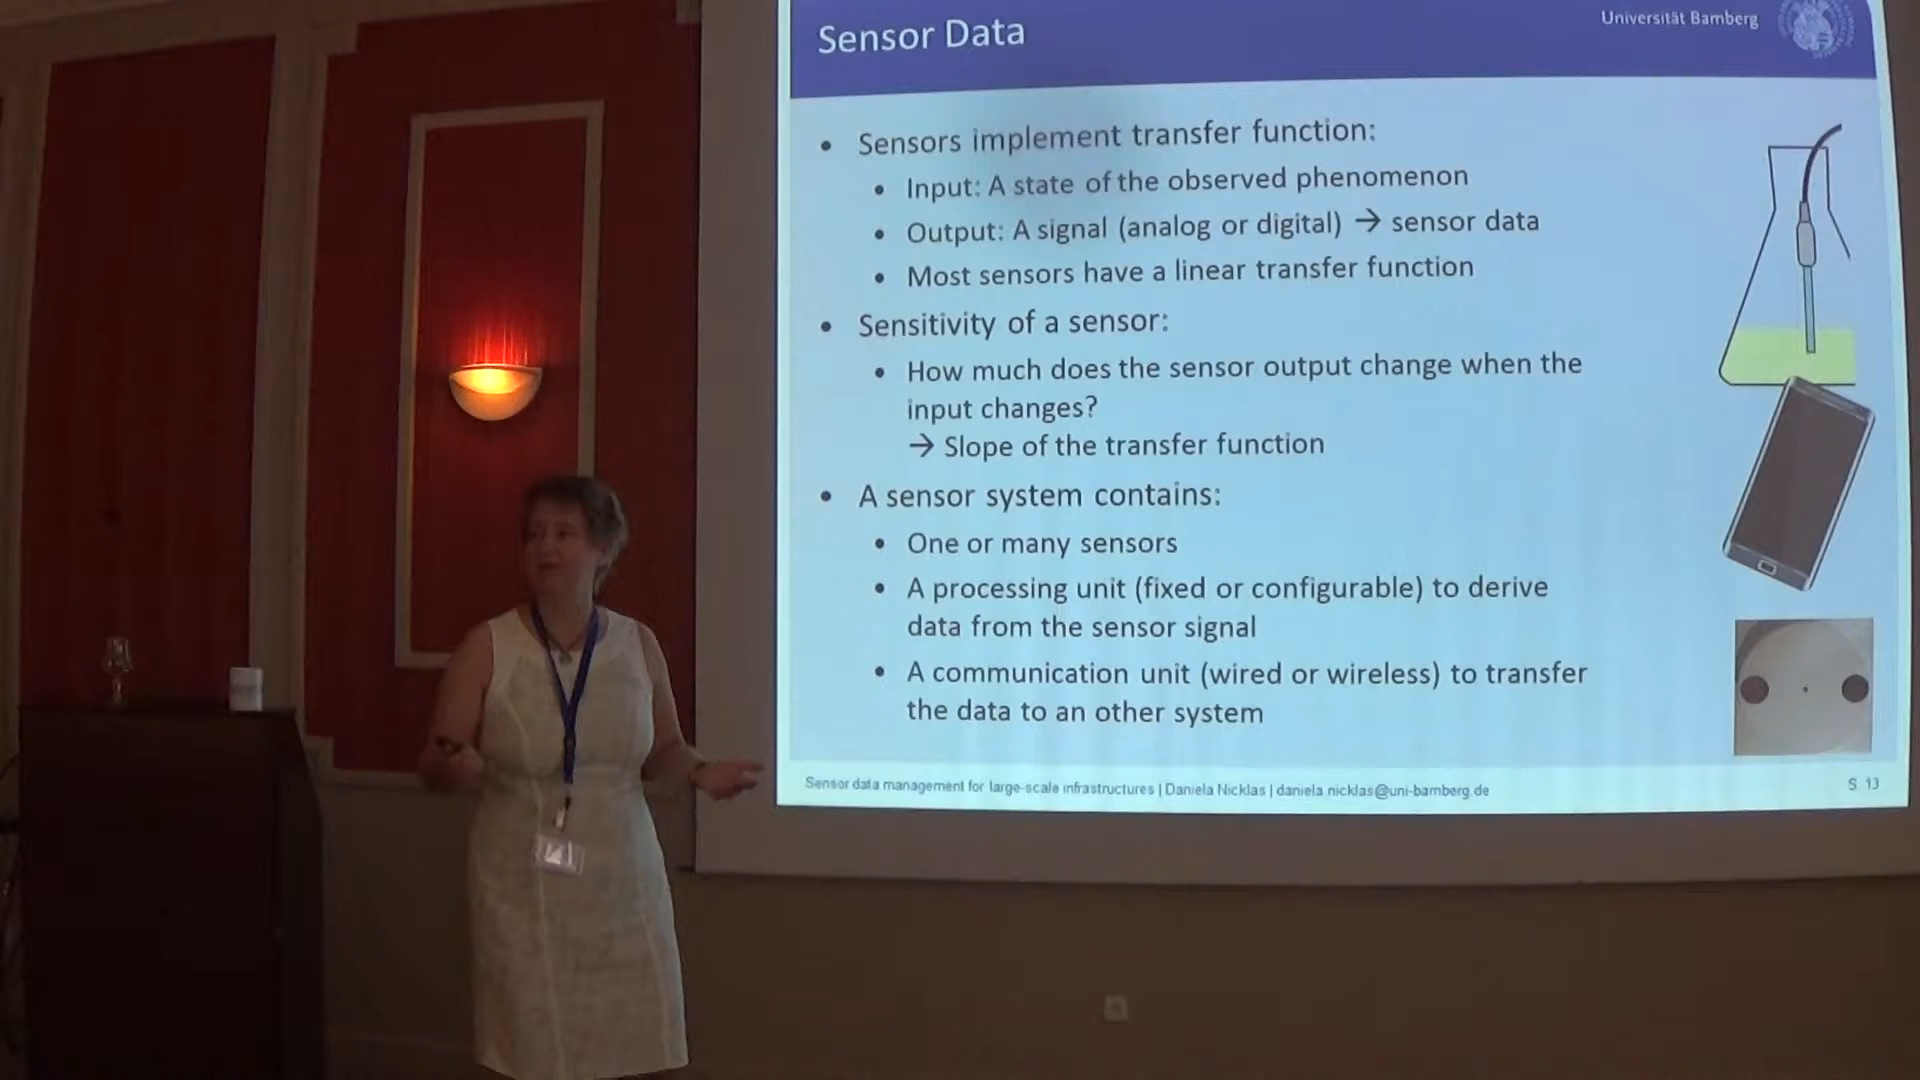 Sensor Data
Universität Bamberg
• Sensors implement transfer function:
• Input: A state of the observed phenomenon
• Output: A signal (analog or digital) → sensor data
• Most sensors have a linear transfer function
• Sensitivity of a sensor:
• How much does the sensor output change when the
input changes?
→ Slope of the transfer function
• A sensor system contains:
• One or many sensors
• A processing unit (fixed or configurable) to derive
data from the sensor signal
• A communication unit (wired or wireless) to transfer
the data to an other system
Sensor data management for large-scale infrastructures | Daniela Nicklas | daniela.nicklas@uni-bamberg.de
S. 13